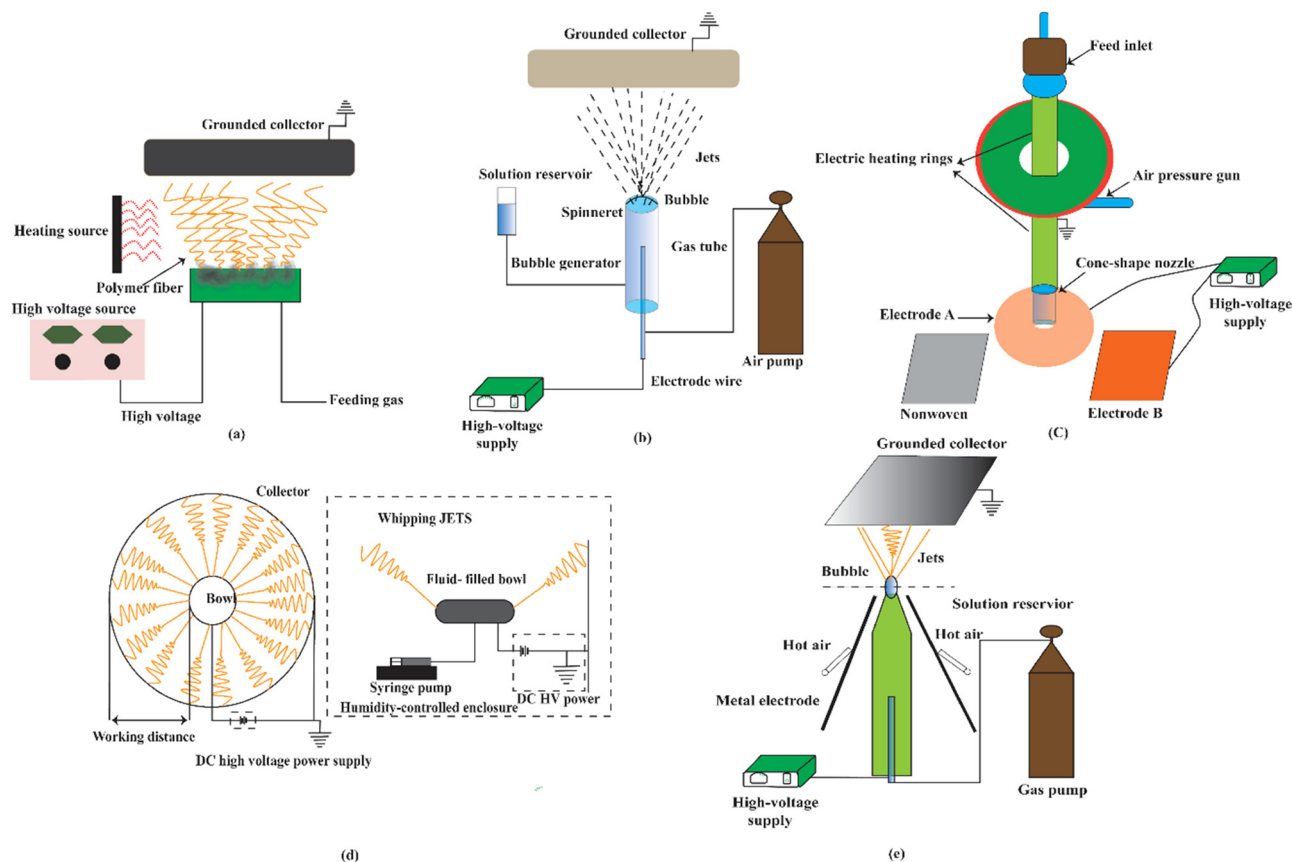 Grounded collector
Heating source
Polymer fiber
High voltage source
High voltage
Feeding gas
(a)
Grounded collector
Jets
Solution reservoir
Bubble
Spinneret
Gas tube
Bubble generator
Air pump
Electrode wire
High-voltage
supply
(b)
Feed inlet
Electric heating rings
Air pressure gun
Cone-shape nozzle
Electrode A
High-voltage
supply
Nonwoven
Electrode B
(C)
Collector
Bowl
Working distance
DC high voltage power supply
Whipping JETS
Fluid- filled bowl
Syringe pump
DC HV power
Humidity-controlled enclosure
(d)
Grounded collector
Jets
Bubble
Solution reservior
Hot air
Hot air
Metal electrode
High-voltage
supply
Gas pump
(e)